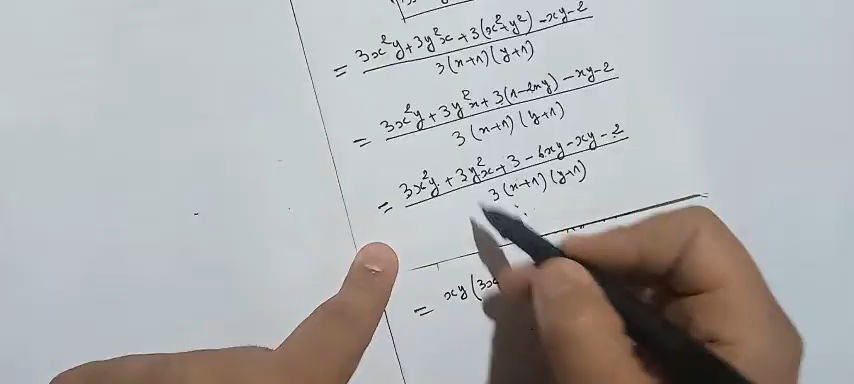 = 3x²y+3y²x+3(x²+y²)-xy-2 / 3(x+1)(y+1)
= 3x²y+3y²x+3(1-2xy)-xy-2 / 3(x+1)(y+1)
= 3x²y+3y²x+3-6xy-xy-2 / 3(x+1)(y+1)
= xy(3x